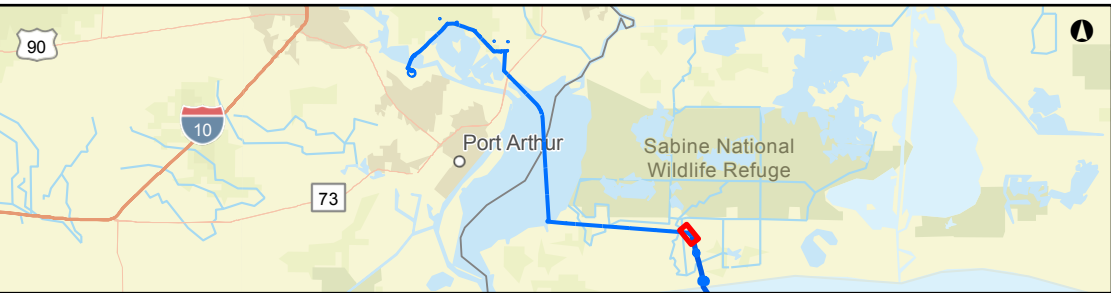 90
10
Port Arthur
Sabine National
Wildlife Refuge
73